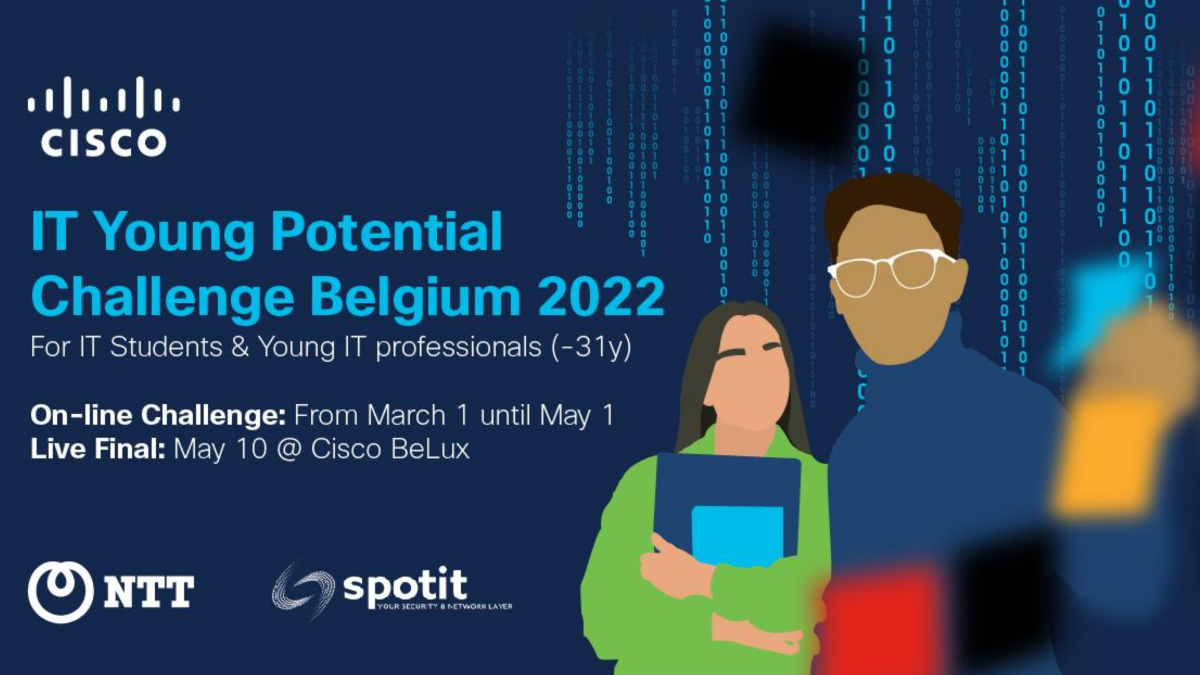 CISCO
IT Young Potential
Challenge Belgium 2022
For IT Students & Young IT professionals (-31y)
On-line Challenge: From March 1 until May 1
Live Final: May 10 @ Cisco BeLux
NTT
spotit
YOUR SECURITY & NETWORK LAYER